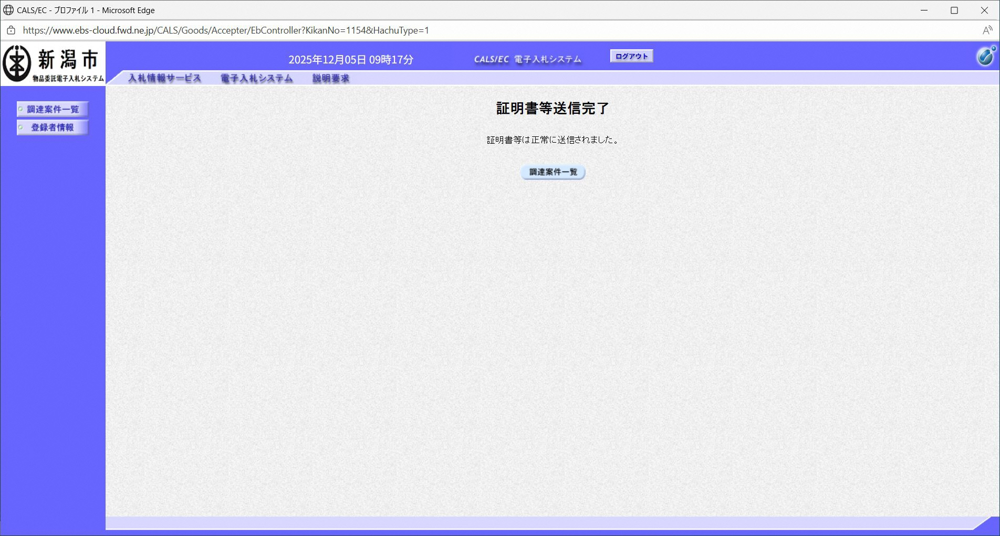 CALS/EC - プロファイル 1 - Microsoft Edge
https://www.ebs-cloud.fwd.ne.jp/CALS/Goods/Accepter/EbController?KikanNo=1154&HachuType=1
新潟市
物品委託電子入札システム
2025年12月05日 09時17分
CALS/EC 電子入札システム
ログアウト
入札情報サービス
電子入札システム
説明要求
調達案件一覧
登録者情報
証明書等送信完了
証明書等は正常に送信されました。
調達案件一覧